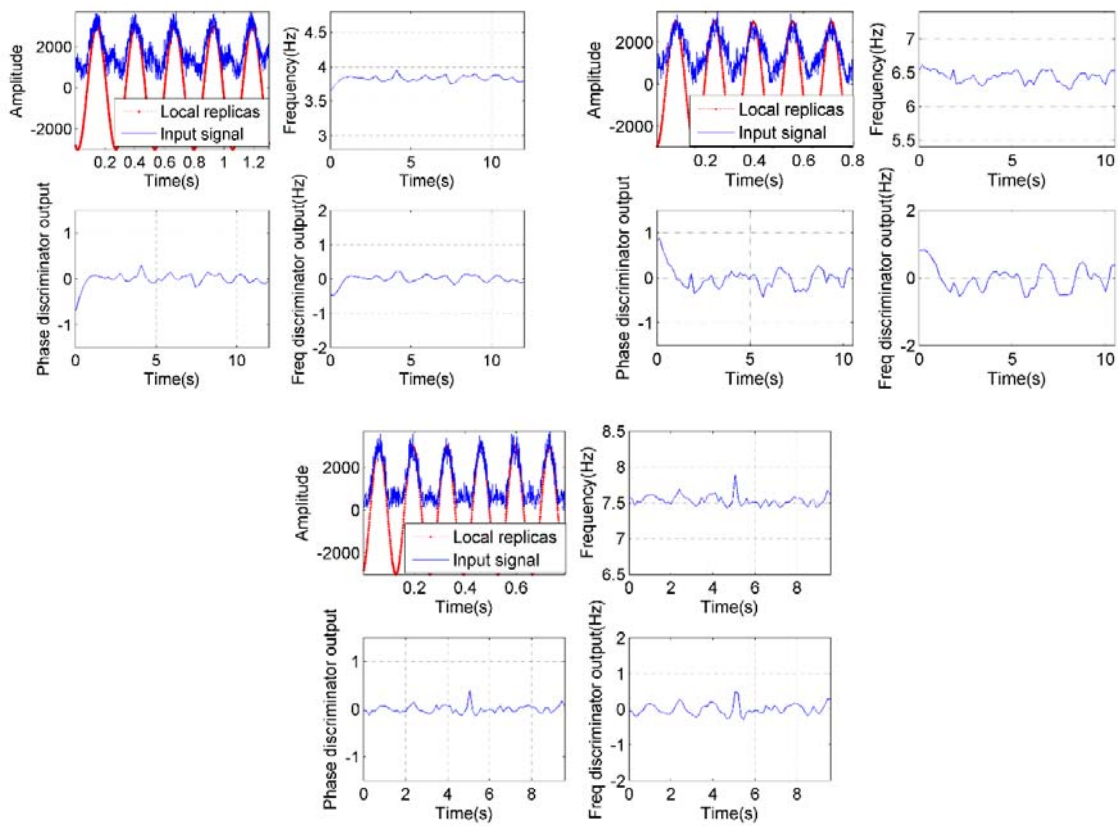 Amplitude
2000
0
-2000
Local replicas
Input signal
0.2 0.4 0.6 0.8 1 1.2
Time(s)
Frequency(Hz)
4.5
4
3.5
3
0 5 10
Time(s)
Phase discriminator output
1
0
-1
0 5 10
Time(s)
Freq discriminator output(Hz)
2
1
0
-1
-2
0 5 10
Time(s)
Amplitude
2000
0
-2000
Local replicas
Input signal
0.2 0.4 0.6 0.8
Time(s)
Frequency(Hz)
7
6.5
6
5.5
0 5 10
Time(s)
Phase discriminator output
1
0
-1
0 5 10
Time(s)
Freq discriminator output(Hz)
2
0
-2
0 5 10
Time(s)
Amplitude
2000
0
-2000
Local replicas
Input signal
0.2 0.4 0.6
Time(s)
Frequency(Hz)
8.5
8
7.5
7
6.5
0 2 4 6 8
Time(s)
Phase discriminator output
1
0
-1
0 2 4 6 8
Time(s)
Freq discriminator output(Hz)
2
1
0
-1
-2
0 2 4 6 8
Time(s)